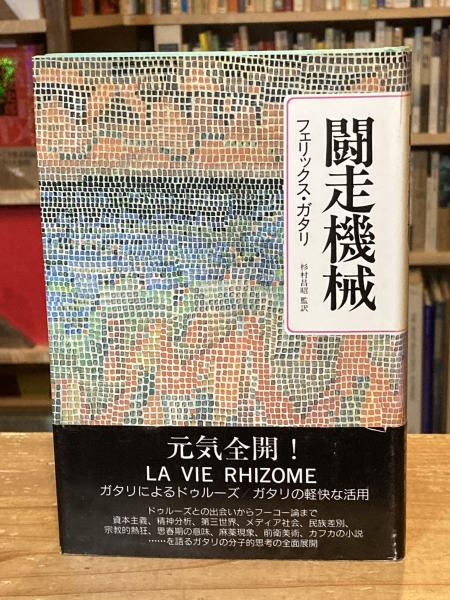 闘走機械
フェリックス・ガタリ
杉村昌昭 監訳
元気全開!
LA VIE RHIZOME
ガタリによるドゥルーズ/ガタリの軽快な活用
ドゥルーズとの出会いからフーコー論まで
資本主義、精神分析、第三世界、メディア社会、民族差別、
宗教的熱狂、思春期の意味、麻薬現象、前衛美術、カフカの小説
……を語るガタリの分子的思考の全面展開